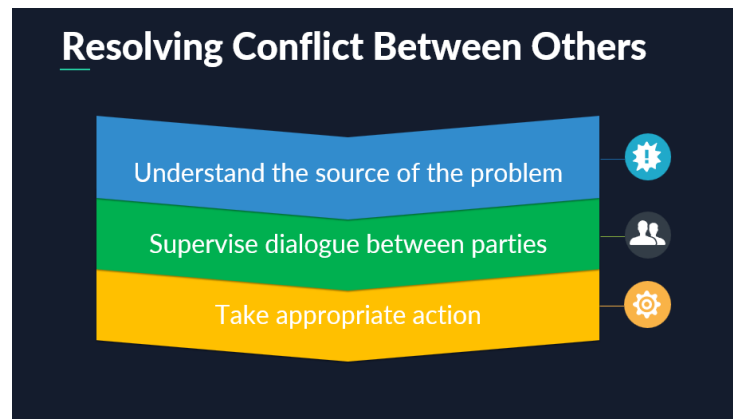 Resolving Conflict Between Others
Understand the source of the problem
Supervise dialogue between parties
Take appropriate action